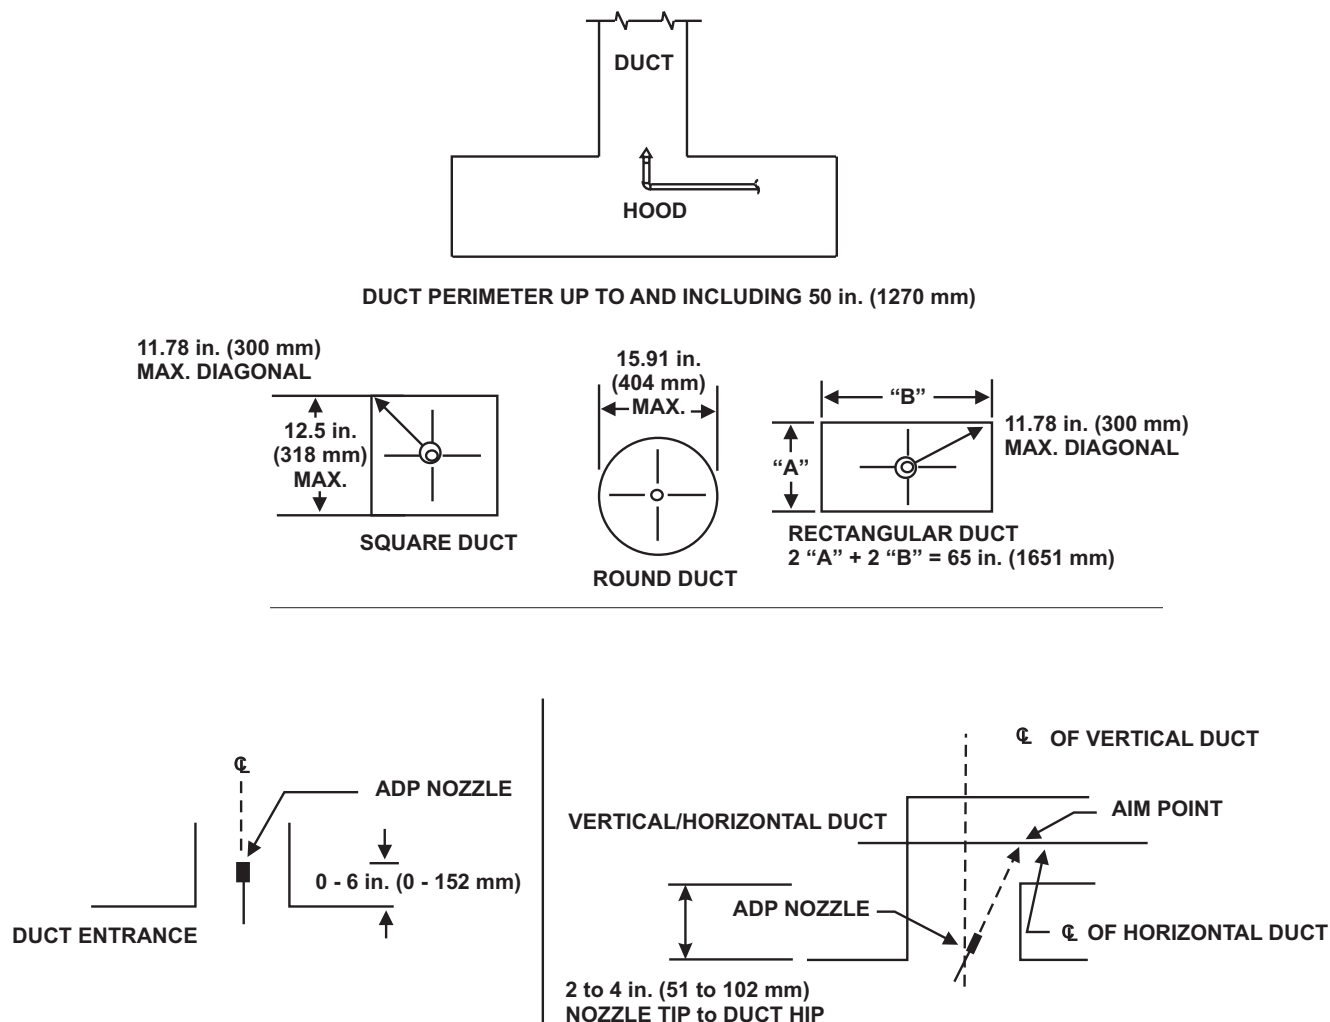 DUCT
HOOD
DUCT PERIMETER UP TO AND INCLUDING 50 in. (1270 mm)
11.78 in. (300 mm)
MAX. DIAGONAL
12.5 in.
(318 mm)
MAX.
SQUARE DUCT
15.91 in.
(404 mm)
MAX.
ROUND DUCT
“B”
“A”
11.78 in. (300 mm)
MAX. DIAGONAL
RECTANGULAR DUCT
2 “A” + 2 “B” = 65 in. (1651 mm)
℄
ADP NOZZLE
0 - 6 in. (0 - 152 mm)
DUCT ENTRANCE
℄ OF VERTICAL DUCT
AIM POINT
VERTICAL/HORIZONTAL DUCT
ADP NOZZLE
℄ OF HORIZONTAL DUCT
2 to 4 in. (51 to 102 mm)
NOZZLE TIP to DUCT HIP